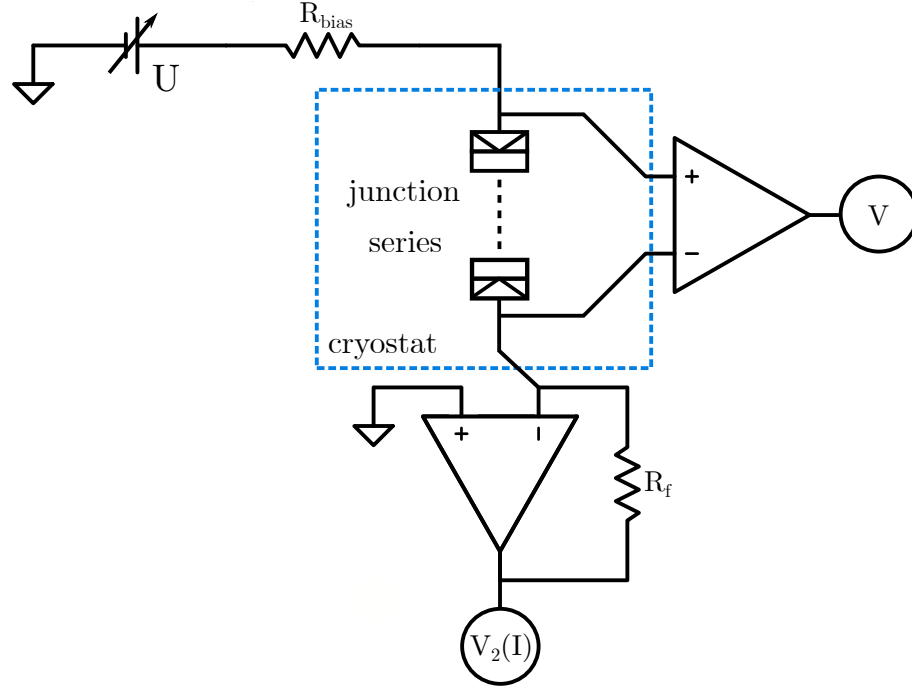 R_bias
U
junction
series
cryostat
+
−
V
+
−
R_f
V_2(I)